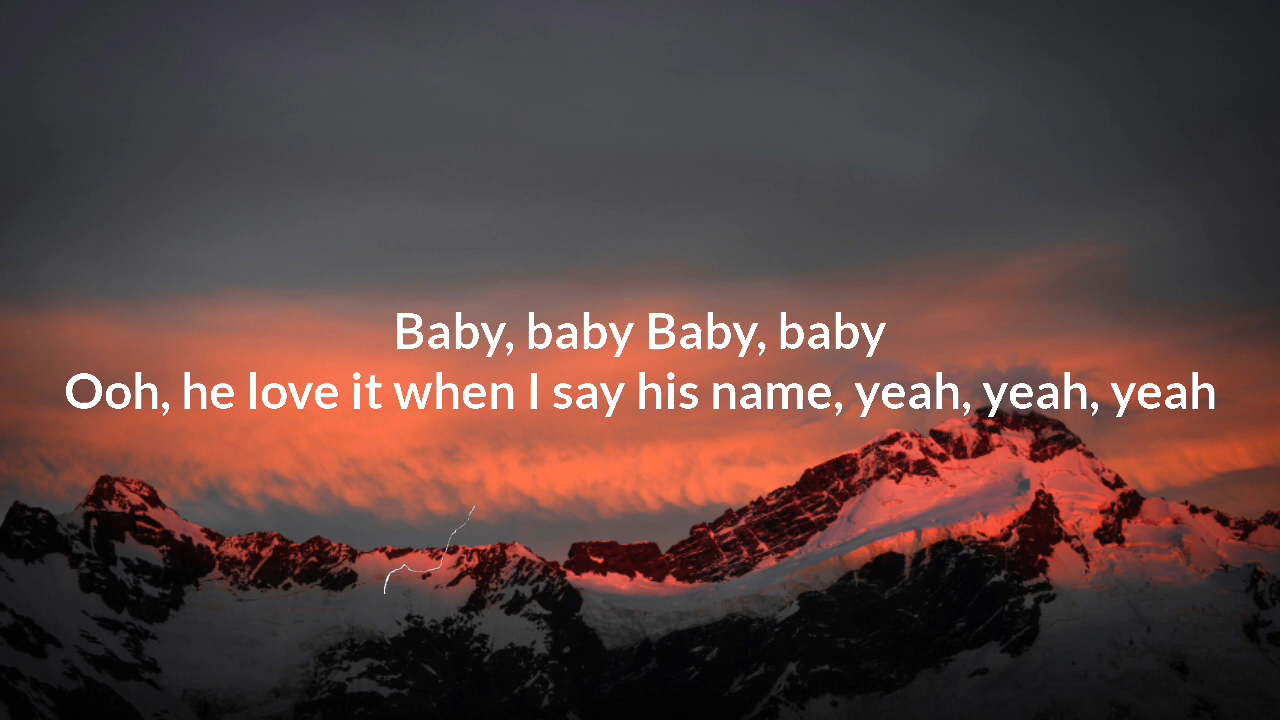 Baby, baby Baby, baby
Ooh, he love it when I say his name, yeah, yeah, yeah